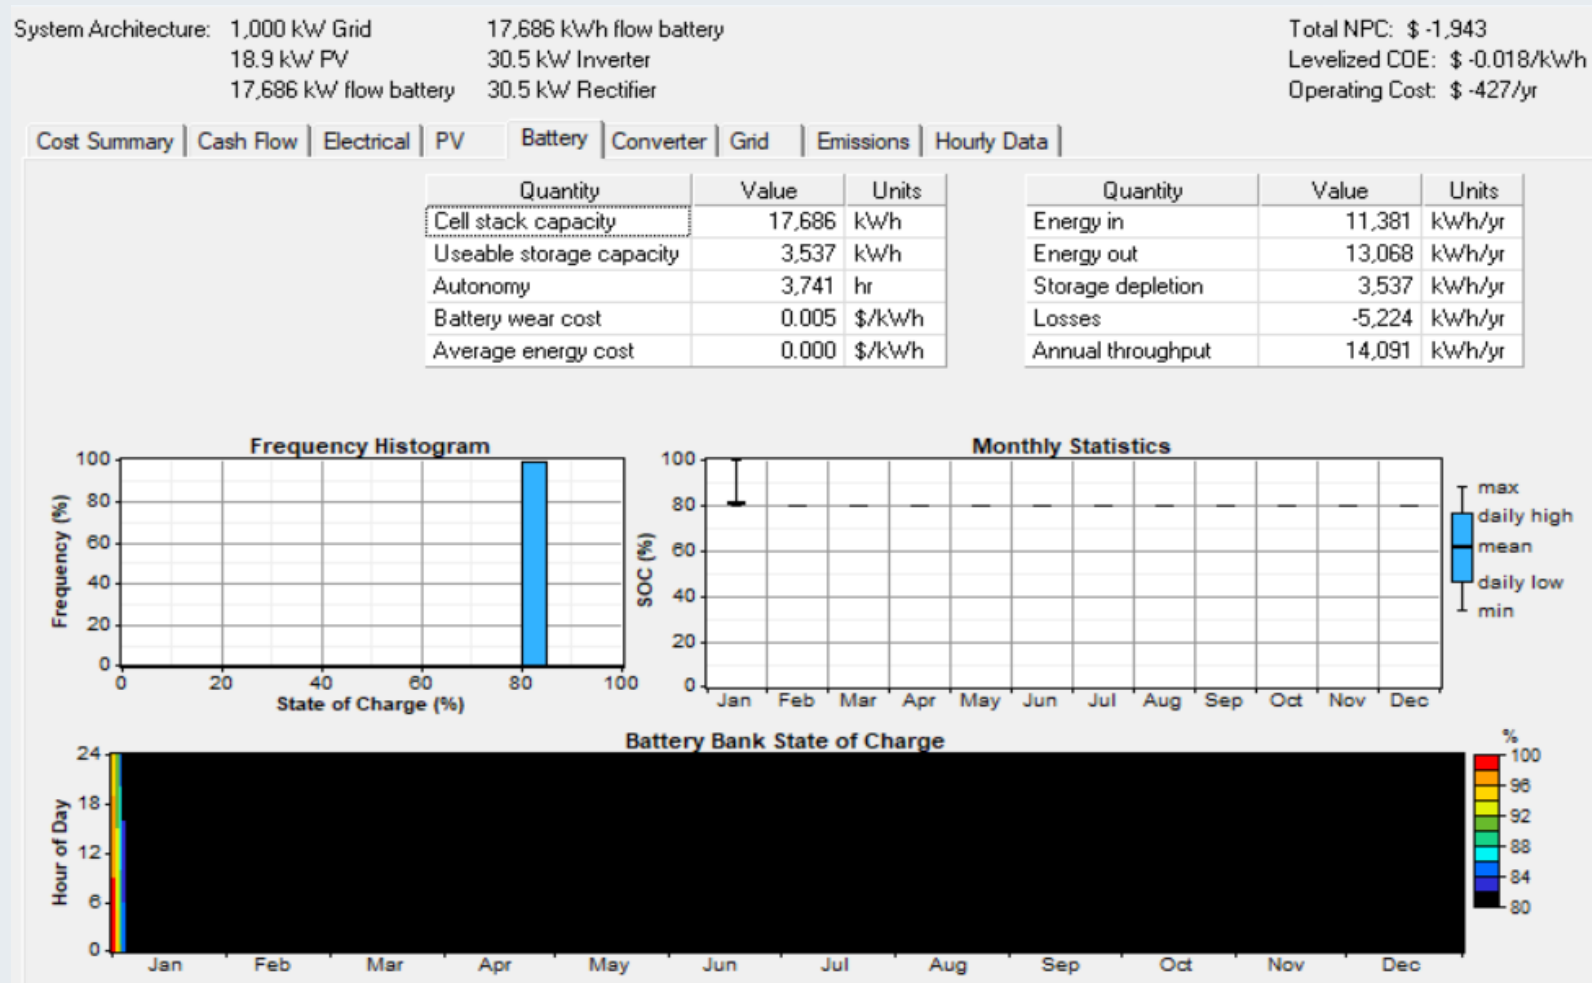 System Architecture: 1,000 kW Grid 17,686 kWh flow battery Total NPC: $ -1,943
18.9 kW PV 30.5 kW Inverter Levelized COE: $ -0.018/kWh
17,686 kW flow battery 30.5 kW Rectifier Operating Cost: $ -427/yr
Cost Summary Cash Flow Electrical PV Battery Converter Grid Emissions Hourly Data
Quantity Value Units Quantity Value Units
Cell stack capacity 17,686 kWh Energy in 11,381 kWh/yr
Useable storage capacity 3,537 kWh Energy out 13,068 kWh/yr
Autonomy 3,741 hr Storage depletion 3,537 kWh/yr
Battery wear cost 0.005 $/kWh Losses -5,224 kWh/yr
Average energy cost 0.000 $/kWh Annual throughput 14,091 kWh/yr
Frequency Histogram
Frequency (%)
100
80
60
40
20
0
0 20 40 60 80 100
State of Charge (%)
Monthly Statistics
SOC (%)
100
80
60
40
20
0
Jan Feb Mar Apr May Jun Jul Aug Sep Oct Nov Dec
max
daily high
mean
daily low
min
Battery Bank State of Charge
Hour of Day
24
18
12
6
0
Jan Feb Mar Apr May Jun Jul Aug Sep Oct Nov Dec
%
100
96
92
88
84
80